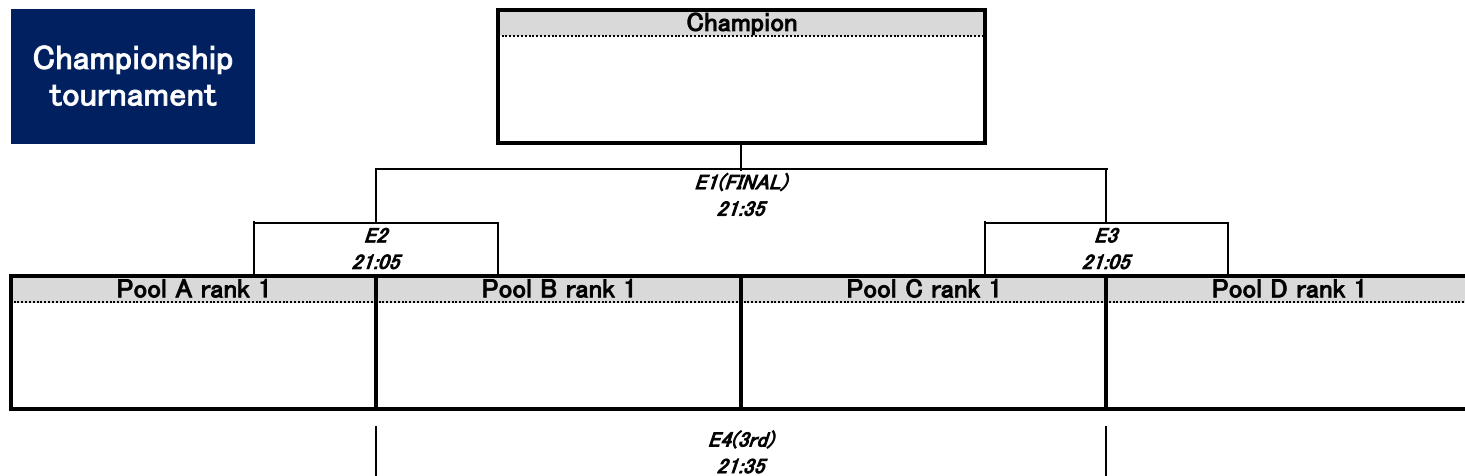 Championship
tournament
Champion
E1(FINAL)
21:35
E2
21:05
E3
21:05
Pool A rank 1
Pool B rank 1
Pool C rank 1
Pool D rank 1
E4(3rd)
21:35